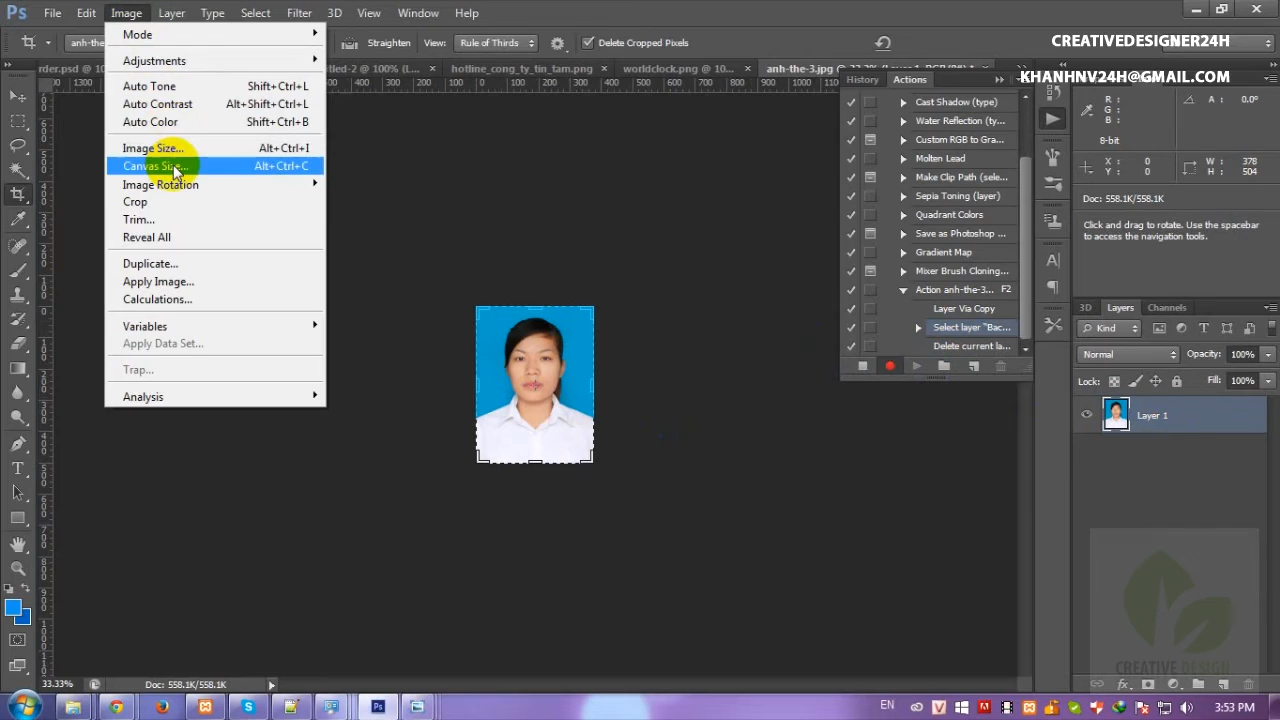 Ps File Edit Image Layer Type Select Filter 3D View Window Help
CREATIVEDESIGNER24H
KHANHNV24H@GMAIL.COM
Straighten View: Rule of Thirds Delete Cropped Pixels
hotline_cong_ty_tin_tam.png worldclock.png @ 100%
Mode
Adjustments
Auto Tone Shift+Ctrl+L
Auto Contrast Alt+Shift+Ctrl+L
Auto Color Shift+Ctrl+B
Image Size... Alt+Ctrl+I
Canvas Size... Alt+Ctrl+C
Image Rotation
Crop
Trim...
Reveal All
Duplicate...
Apply Image...
Calculations...
Variables
Apply Data Set...
Trap...
Analysis
History Actions
Cast Shadow (type)
Water Reflection (ty...
Custom RGB to Gra...
Molten Lead
Make Clip Path (sele...
Sepia Toning (layer)
Quadrant Colors
Save as Photoshop ...
Gradient Map
Mixer Brush Cloning...
Action anh-the-3... F2
Layer Via Copy
Select layer "Bac...
Delete current la...
R:
G:
B:
A: 0.0°
8-bit
X: 0
Y: 0
W: 378
H: 504
Doc: 558.1K/558.1K
Click and drag to rotate. Use options bar
to access the navigation tools.
3D Layers Channels
Kind
Normal Opacity: 100%
Lock: Fill: 100%
Layer 1
CREATIVE DESIGN
33.33% Doc: 558.1K/558.1K
EN 3:53 PM